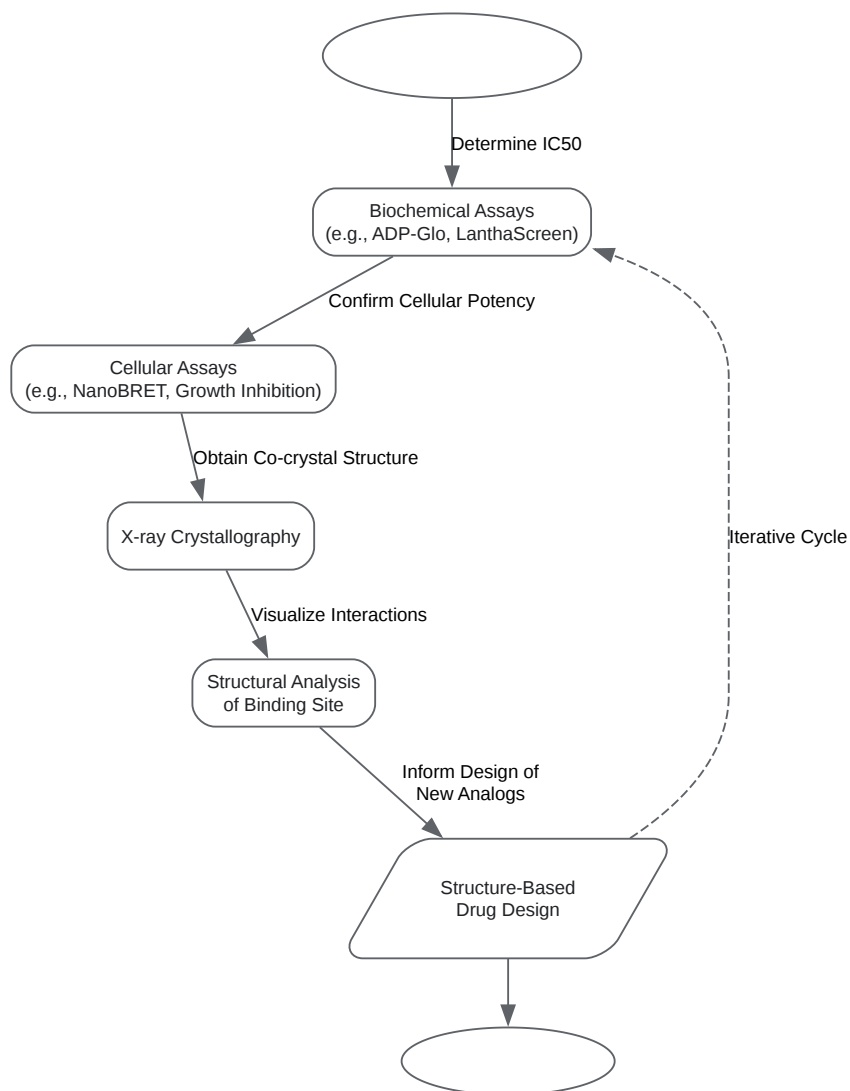 Determine IC50
Biochemical Assays
(e.g., ADP-Glo, LanthaScreen)
Confirm Cellular Potency
Cellular Assays
(e.g., NanoBRET, Growth Inhibition)
Obtain Co-crystal Structure
X-ray Crystallography
Iterative Cycle
Visualize Interactions
Structural Analysis
of Binding Site
Inform Design of
New Analogs
Structure-Based
Drug Design